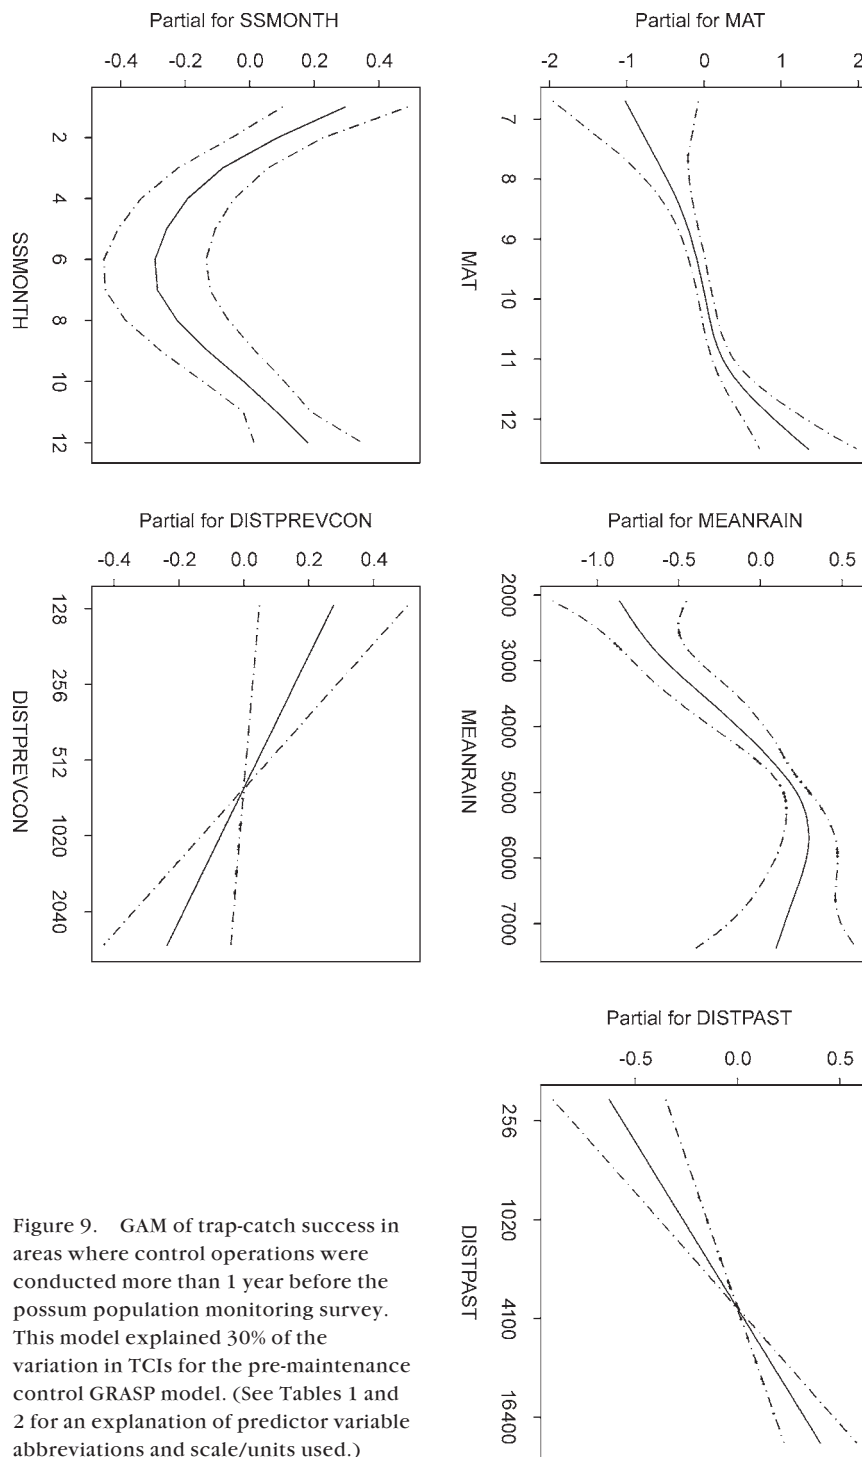 Partial for SSMONTH
-0.4 -0.2 0.0 0.2 0.4
2
4
6
8
10
12
SSMONTH
Partial for MAT
-2 -1 0 1 2
7
8
9
10
11
12
MAT
Partial for DISTPREVCON
-0.4 -0.2 0.0 0.2 0.4
128
256
512
1020
2040
DISTPREVCON
Partial for MEANRAIN
-1.0 -0.5 0.0 0.5
2000
3000
4000
5000
6000
7000
MEANRAIN
Partial for DISTPAST
-0.5 0.0 0.5
256
1020
4100
16400
DISTPAST
Figure 9. GAM of trap-catch success in
areas where control operations were
conducted more than 1 year before the
possum population monitoring survey.
This model explained 30% of the
variation in TCIs for the pre-maintenance
control GRASP model. (See Tables 1 and
2 for an explanation of predictor variable
abbreviations and scale/units used.)